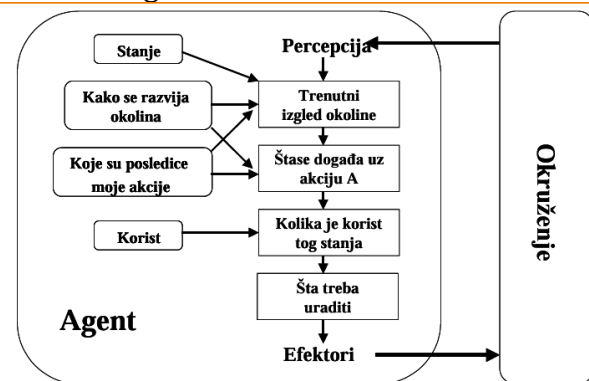 Stanje
Percepcija
Kako se razvija
okolina
Trenutni
izgled okoline
Koje su posledice
moje akcije
Štase događa uz
akciju A
Korist
Kolika je korist
tog stanja
Šta treba
uraditi
Agent
Efektori
Okruženje